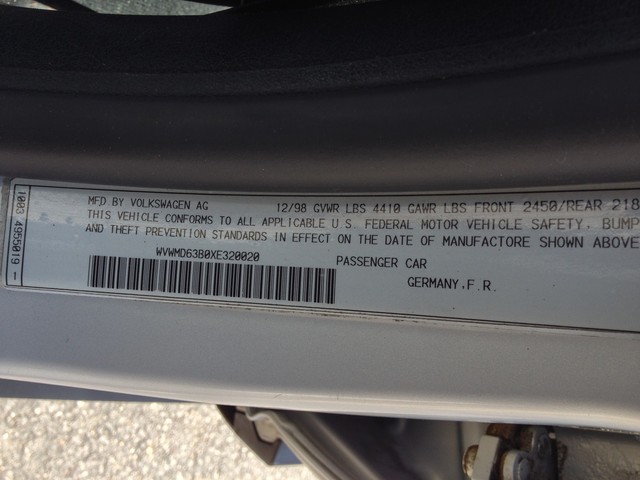 MFD BY VOLKSWAGEN AG 12/98 GVWR LBS 4410 GAWR LBS FRONT 2450/REAR 218
THIS VEHICLE CONFORMS TO ALL APPLICABLE U.S. FEDERAL MOTOR VEHICLE SAFETY, BUMP
AND THEFT PREVENTION STANDARDS IN EFFECT ON THE DATE OF MANUFACTORE SHOWN ABOVE
WVWMD63B0XE320020 PASSENGER CAR
GERMANY,F.R.
1003 4955019 —